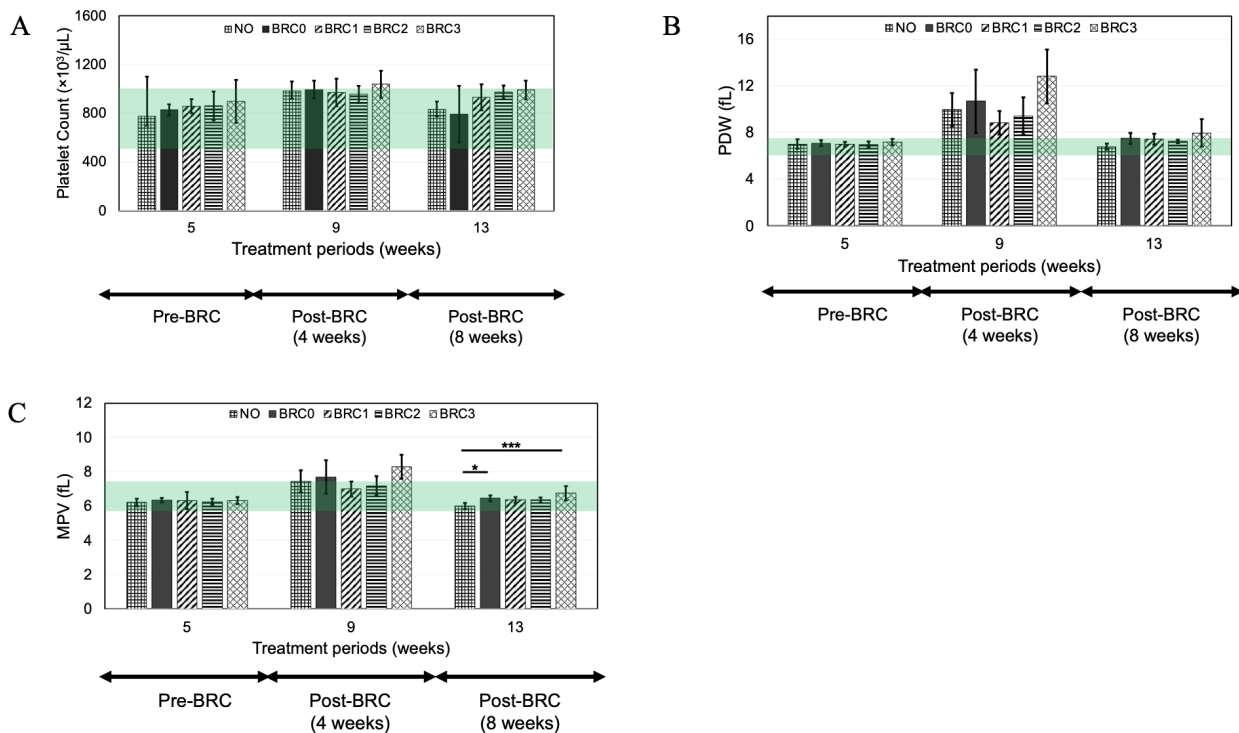 A
Platelet Count (×10³/µL)
1600
1200
800
400
0
NO BRC0 BRC1 BRC2 BRC3
5 9 13
Treatment periods (weeks)
Pre-BRC Post-BRC Post-BRC
(4 weeks) (8 weeks)
B
PDW (fL)
16
12
8
4
0
NO BRC0 BRC1 BRC2 BRC3
5 9 13
Treatment periods (weeks)
Pre-BRC Post-BRC Post-BRC
(4 weeks) (8 weeks)
C
MPV (fL)
12
10
8
6
4
2
0
NO BRC0 BRC1 BRC2 BRC3
***
*
5 9 13
Treatment periods (weeks)
Pre-BRC Post-BRC Post-BRC
(4 weeks) (8 weeks)